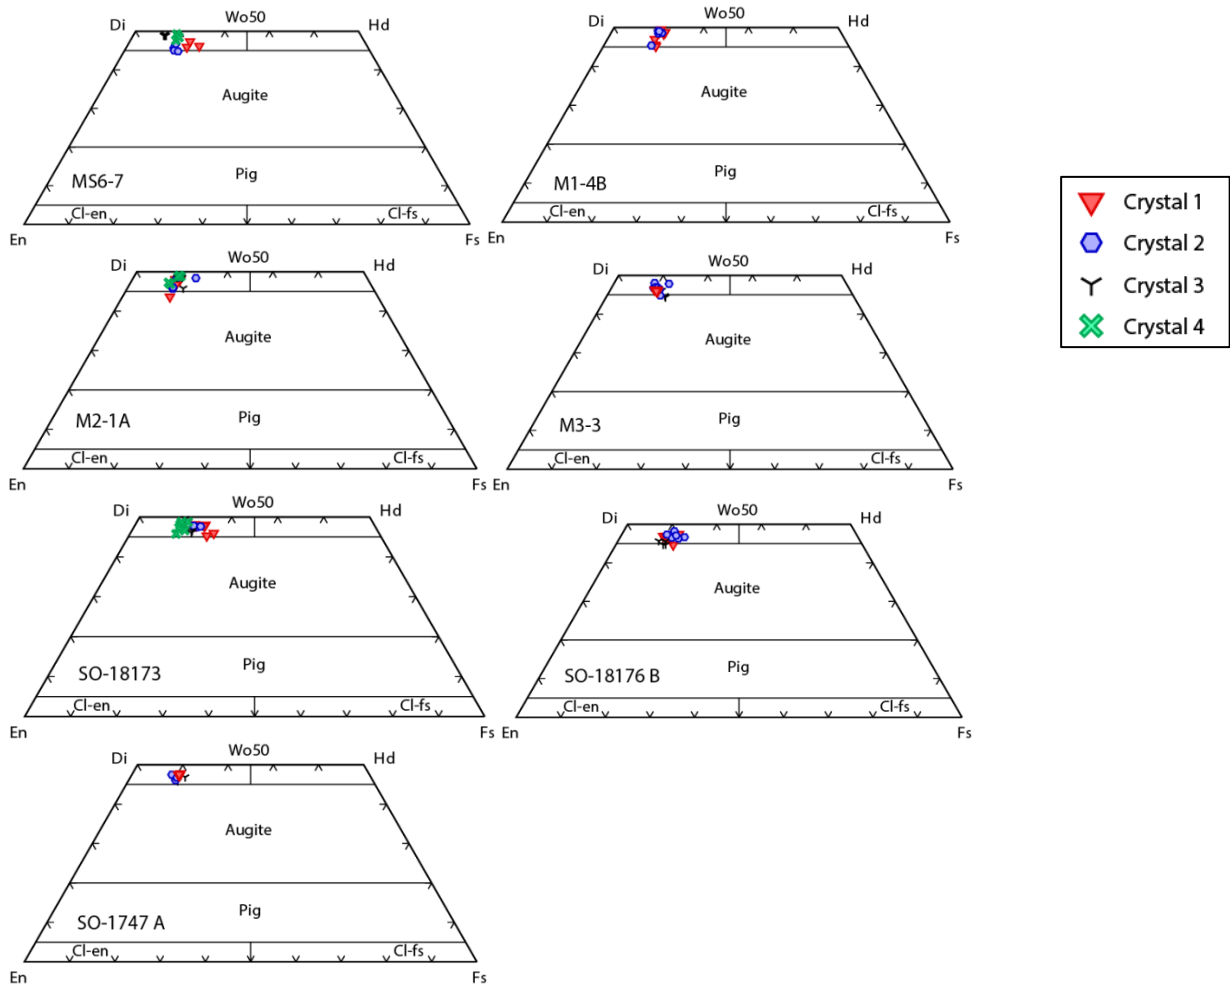 Di Wo50 Hd
Augite
Pig
MS6-7
Cl-en Cl-fs
En Fs
Di Wo50 Hd
Augite
Pig
M1-4B
Cl-en Cl-fs
En Fs
Crystal 1
Crystal 2
Crystal 3
Crystal 4
Di Wo50 Hd
Augite
Pig
M2-1A
Cl-en Cl-fs
En Fs
Di Wo50 Hd
Augite
Pig
M3-3
Cl-en Cl-fs
En Fs
Di Wo50 Hd
Augite
Pig
SO-18173
Cl-en Cl-fs
En Fs
Di Wo50 Hd
Augite
Pig
SO-18176 B
Cl-en Cl-fs
En Fs
Di Wo50 Hd
Augite
Pig
SO-1747 A
Cl-en Cl-fs
En Fs